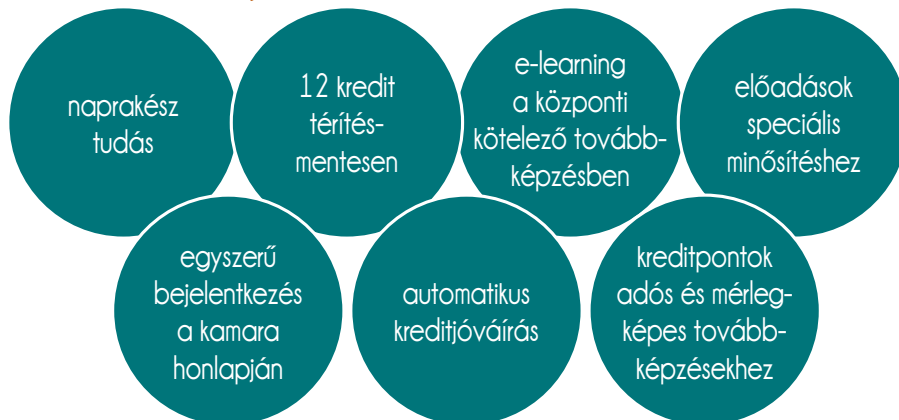 naprakész
tudás
12 kredit
térítés-
mentesen
e-learning
a központi
kötelező tovább-
képzésben
előadások
speciális
minősítéshez
egyszerű
bejelentkezés
a kamara
honlapján
automatikus
kreditjóváírás
kreditpontok
adós és mérleg-
képes tovább-
képzésekhez